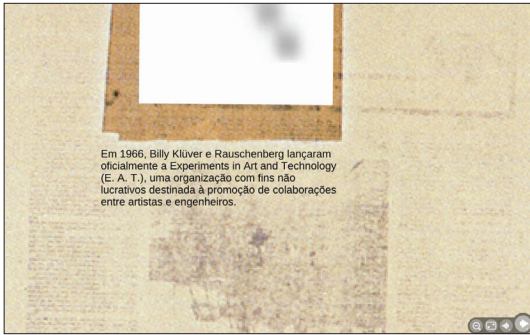 Em 1966, Billy Klüver e Rauschenberg lançaram
oficialmente a Experiments in Art and Technology
(E. A. T.), uma organização com fins não
lucrativos destinada à promoção de colaborações
entre artistas e engenheiros.